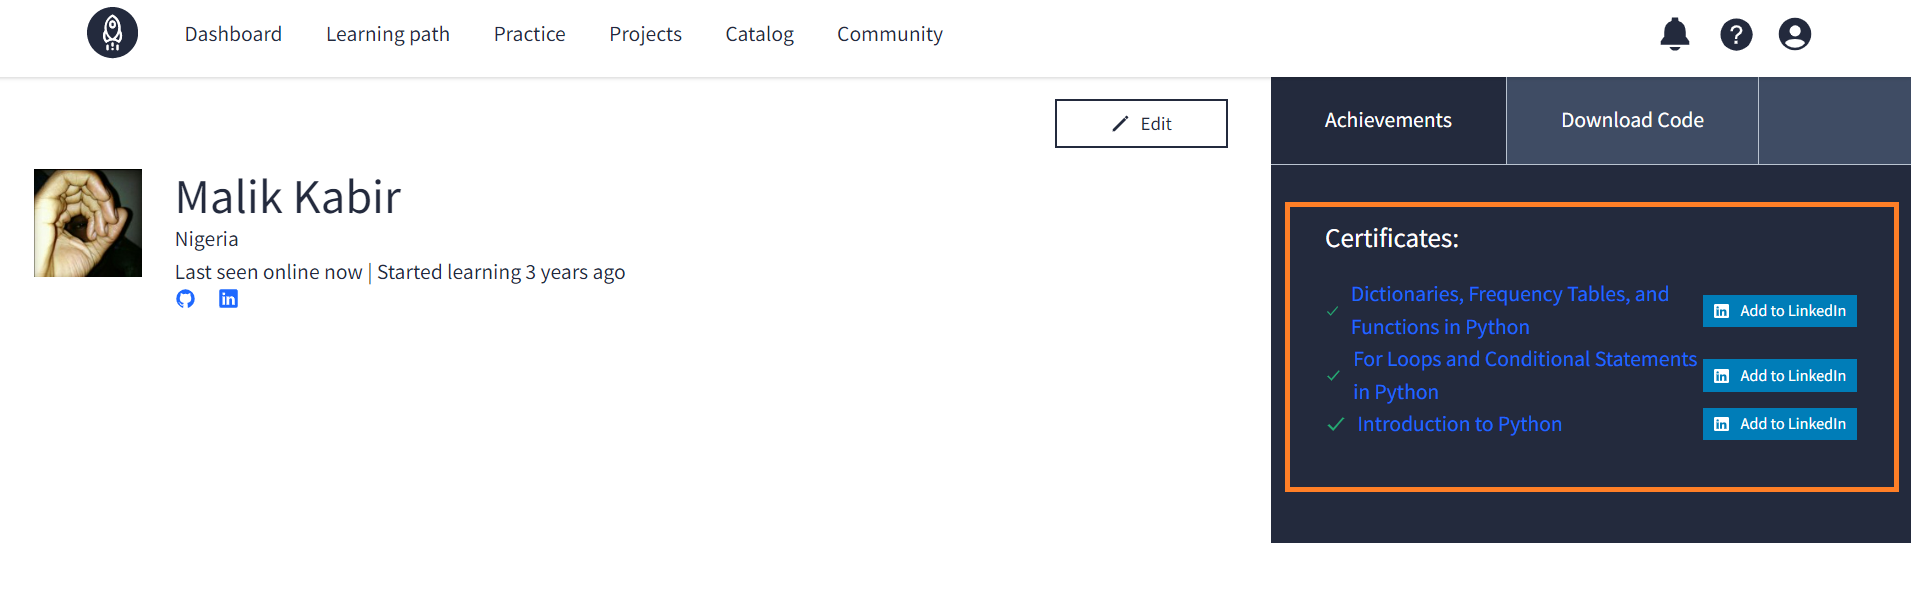 Dashboard Learning path Practice Projects Catalog Community
Edit
Malik Kabir
Nigeria
Last seen online now | Started learning 3 years ago
Achievements Download Code
Certificates:
Dictionaries, Frequency Tables, and
Functions in Python
Add to LinkedIn
For Loops and Conditional Statements
in Python
Add to LinkedIn
Introduction to Python
Add to LinkedIn